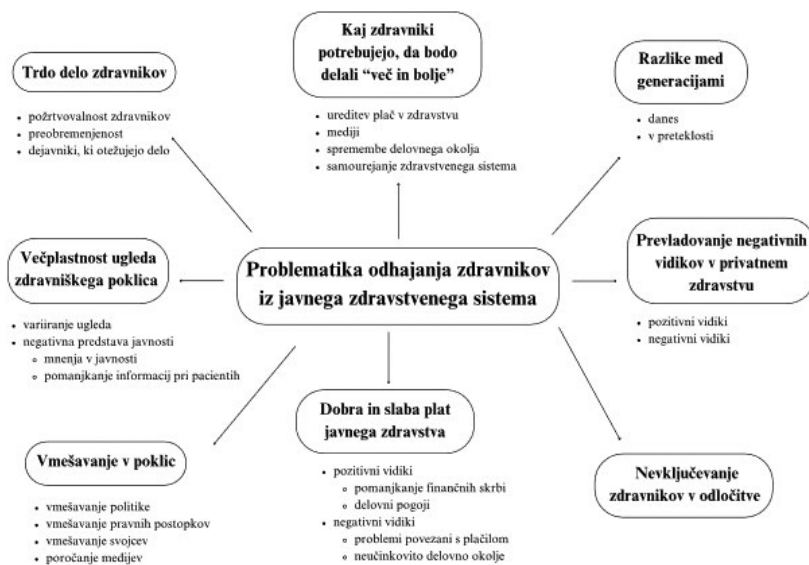 Trdo delo zdravnikov
požrtvovalnost zdravnikov
preobremenjenost
dejavniki, ki otežujejo delo
Kaj zdravniki
potrebujejo, da bodo
delali “več in bolje”
ureditev plač v zdravstvu
mediji
spremembe delovnega okolja
samourejanje zdravstvenega sistema
Razlike med
generacijami
danes
v preteklosti
Večplastnost ugleda
zdravniškega poklica
variiranje ugleda
negativna predstava javnosti
mnenja v javnosti
pomanjkanje informacij pri pacientih
Problematika odhajanja zdravnikov
iz javnega zdravstvenega sistema
Prevladovanje negativnih
vidikov v privatnem
zdravstvu
pozitivni vidiki
negativni vidiki
Vmešavanje v poklic
vmešavanje politike
vmešavanje pravnih postopkov
vmešavanje svojcev
poročanje medijev
Dobra in slaba plat
javnega zdravstva
pozitivni vidiki
pomanjkanje finančnih skrbi
delovni pogoji
negativni vidiki
problemi povezani s plačilom
neučinkovito delovno okolje
Nevključevanje
zdravnikov v odločitve